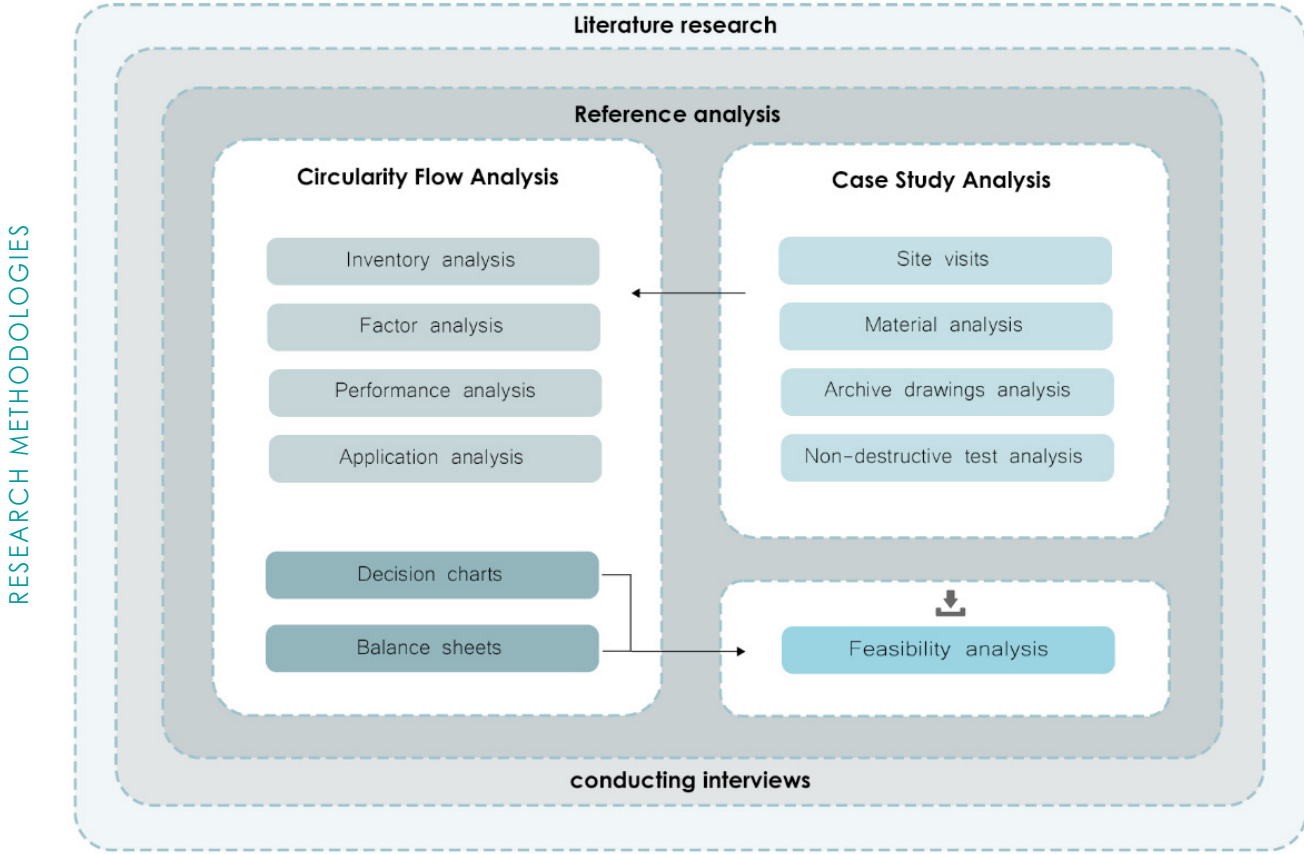 RESEARCH METHODOLOGIES
Literature research
Reference analysis
Circularity Flow Analysis
Inventory analysis
Factor analysis
Performance analysis
Application analysis
Decision charts
Balance sheets
Case Study Analysis
Site visits
Material analysis
Archive drawings analysis
Non-destructive test analysis
Feasibility analysis
conducting interviews